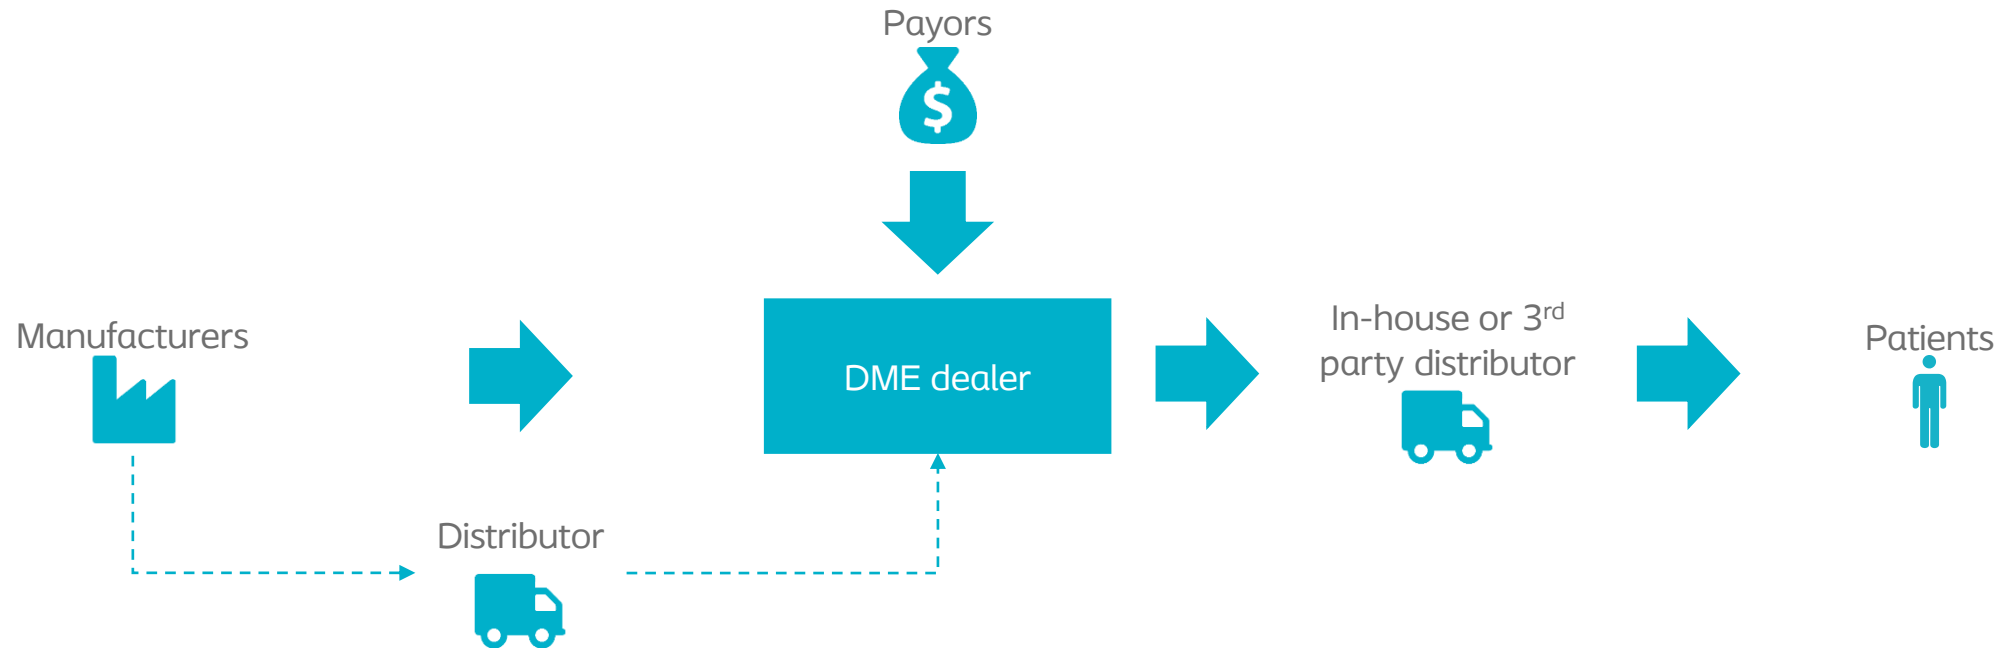 Payors
$
Manufacturers
DME dealer
In-house or 3rd
party distributor
Patients
Distributor